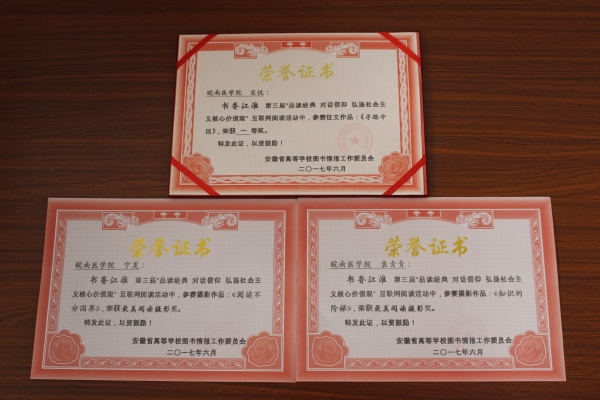 荣誉证书
皖南医学院 宋优：
书香江淮 第三届"品读经典 对话信仰 弘扬社会主
义核心价值观"互联网阅读活动中，参赛征文作品：《寻路中
国》，荣获 一 等奖。
特发此证，以资鼓励！
安徽省高等学校图书情报工作委员会
二〇一七年六月
荣誉证书
皖南医学院 宁夏：
书香江淮 第三届"品读经典 对话信仰 弘扬社会主
义核心价值观"互联网阅读活动中，参赛摄影作品：《阅读不
分国界》，荣获最美阅读摄影奖。
特发此证，以资鼓励！
安徽省高等学校图书情报工作委员会
二〇一七年六月
荣誉证书
皖南医学院 袁青青：
书香江淮 第三届"品读经典 对话信仰 弘扬社会主
义核心价值观"互联网阅读活动中，参赛摄影作品：《知识的
阶梯》，荣获最美阅读摄影奖。
特发此证，以资鼓励！
安徽省高等学校图书情报工作委员会
二〇一七年六月